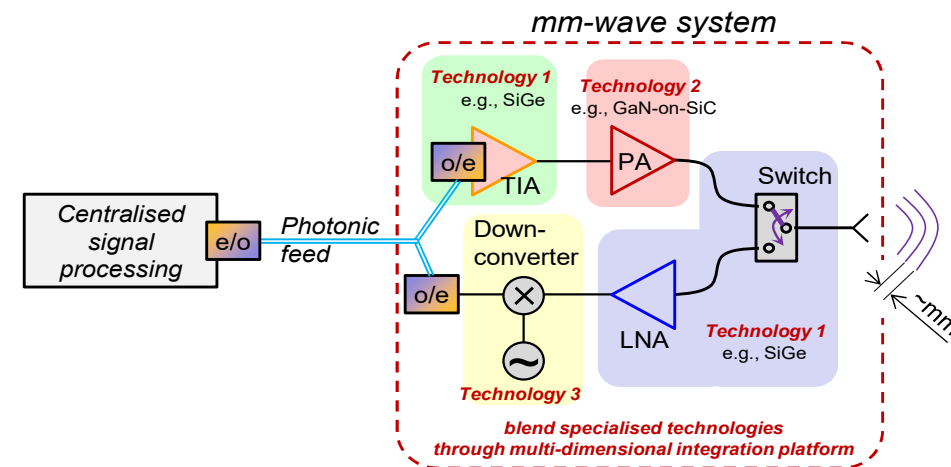 mm-wave system
Technology 1
e.g., SiGe
Technology 2
e.g., GaN-on-SiC
o/e
TIA
PA
Switch
Centralised
signal
processing
e/o
Photonic
feed
Down-
converter
o/e
LNA
~mm
Technology 1
e.g., SiGe
Technology 3
blend specialised technologies
through multi-dimensional integration platform